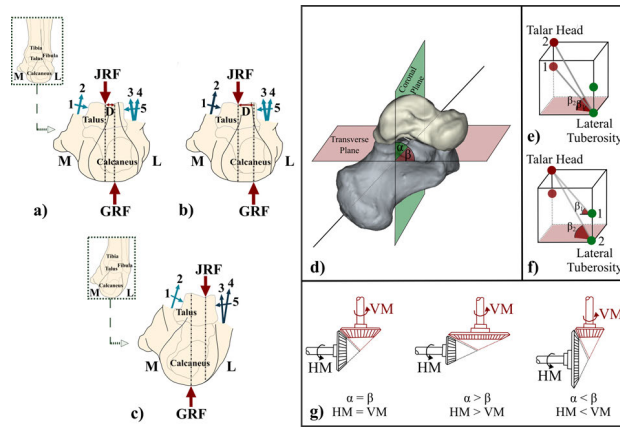 Tibia
Talus
Fibula
M
Calcaneus
L
JRF
2
1
D
3 4
5
Talus
Calcaneus
M
L
GRF
a)
JRF
2
1
D
3 4
5
Talus
Calcaneus
M
L
GRF
b)
Tibia
Talus
Fibula
M
Calcaneus
L
JRF
2
1
3 4
5
Talus
Calcaneus
M
L
GRF
c)
Coronal
Plane
Transverse
Plane
α
β
d)
Talar Head
2
1
e)
Lateral
Tuberosity
Talar Head
β₁
1
β₂
2
f)
Lateral
Tuberosity
VM
HM
VM
HM
VM
HM
g)
α = β
HM = VM
α > β
HM > VM
α < β
HM < VM